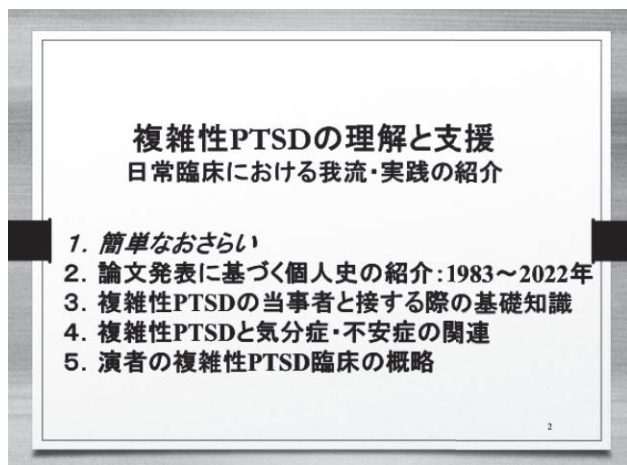 複雑性PTSDの理解と支援
日常臨床における我流・実践の紹介
1. 簡単なおさらい
2. 論文発表に基づく個人史の紹介:1983～2022年
3. 複雑性PTSDの当事者と接する際の基礎知識
4. 複雑性PTSDと気分症・不安症の関連
5. 演者の複雑性PTSD臨床の概略
2